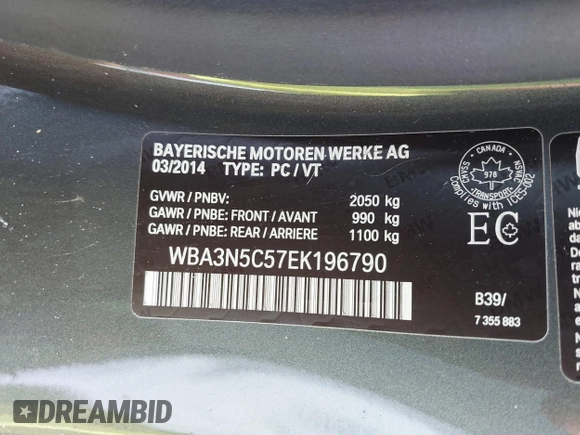 BAYERISCHE MOTOREN WERKE AG
03/2014 TYPE: PC / VT
GVWR / PNBV: 2050 kg
GAWR / PNBE: FRONT / AVANT 990 kg
GAWR / PNBE: REAR / ARRIERE 1100 kg
WBA3N5C57EK196790
CANADA
978
TRANSPORT
Complies with ICES-002
EC
B39/
7 355 883
DREAMBID